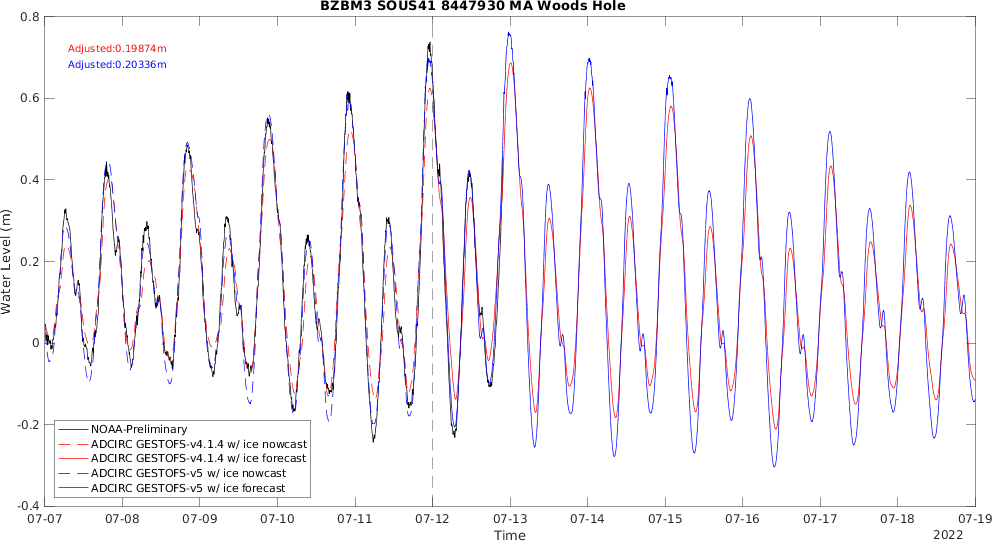 BZBM3 SOUS41 8447930 MA Woods Hole
Adjusted:0.19874m
Adjusted:0.20336m
Water Level (m)
0.8
0.6
0.4
0.2
0
-0.2
-0.4
NOAA-Preliminary
ADCIRC GESTOFS-v4.1.4 w/ ice nowcast
ADCIRC GESTOFS-v4.1.4 w/ ice forecast
ADCIRC GESTOFS-v5 w/ ice nowcast
ADCIRC GESTOFS-v5 w/ ice forecast
07-07 07-08 07-09 07-10 07-11 07-12 07-13 07-14 07-15 07-16 07-17 07-18 07-19
Time
2022